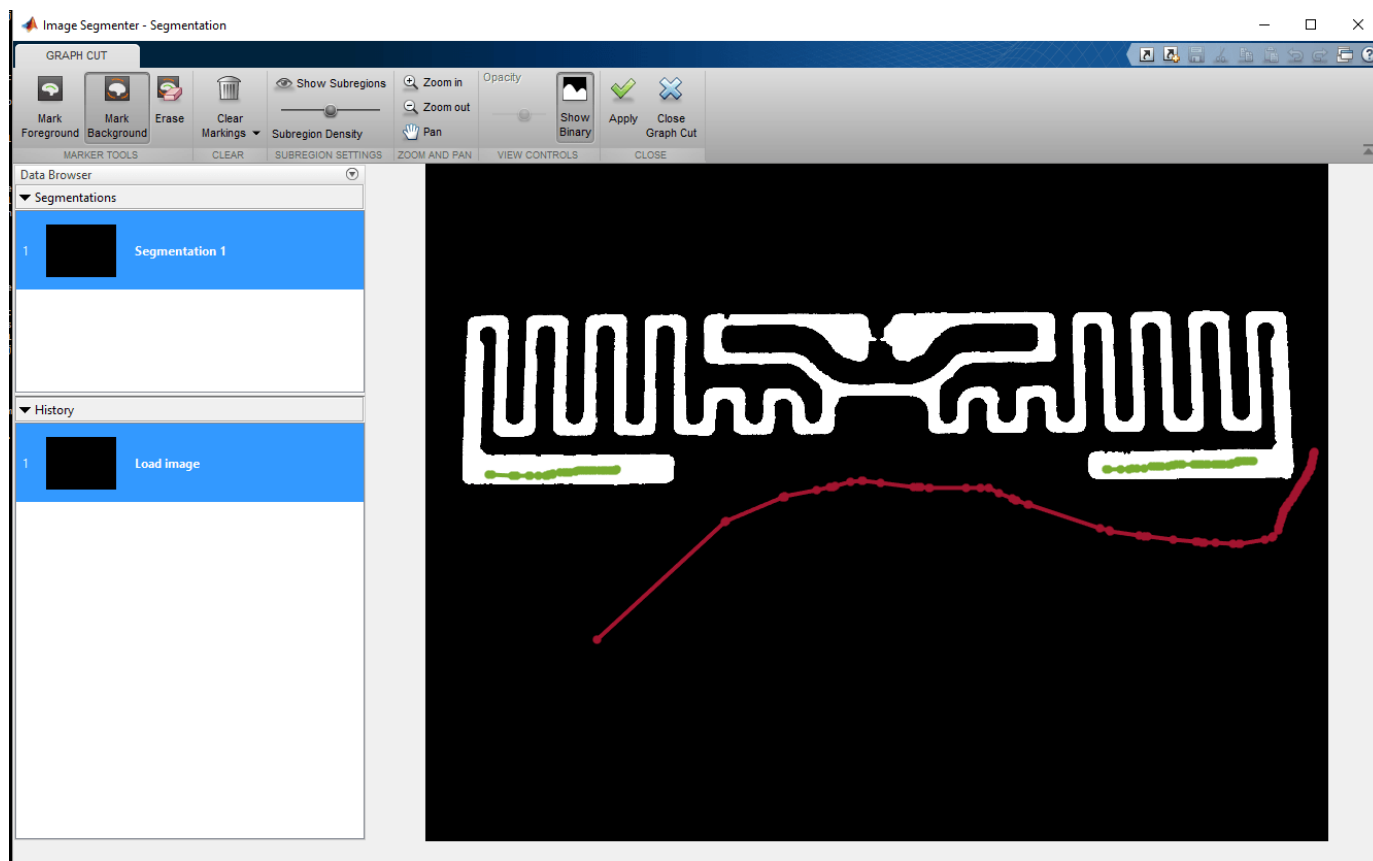 Image Segmenter - Segmentation
GRAPH CUT
Mark Foreground
Mark Background
Erase
Clear Markings
Show Subregions
Subregion Density
Zoom in
Zoom out
Pan
Opacity
Show Binary
Apply
Close Graph Cut
MARKER TOOLS
CLEAR
SUBREGION SETTINGS
ZOOM AND PAN
VIEW CONTROLS
CLOSE
Data Browser
Segmentations
1
Segmentation 1
History
1
Load image